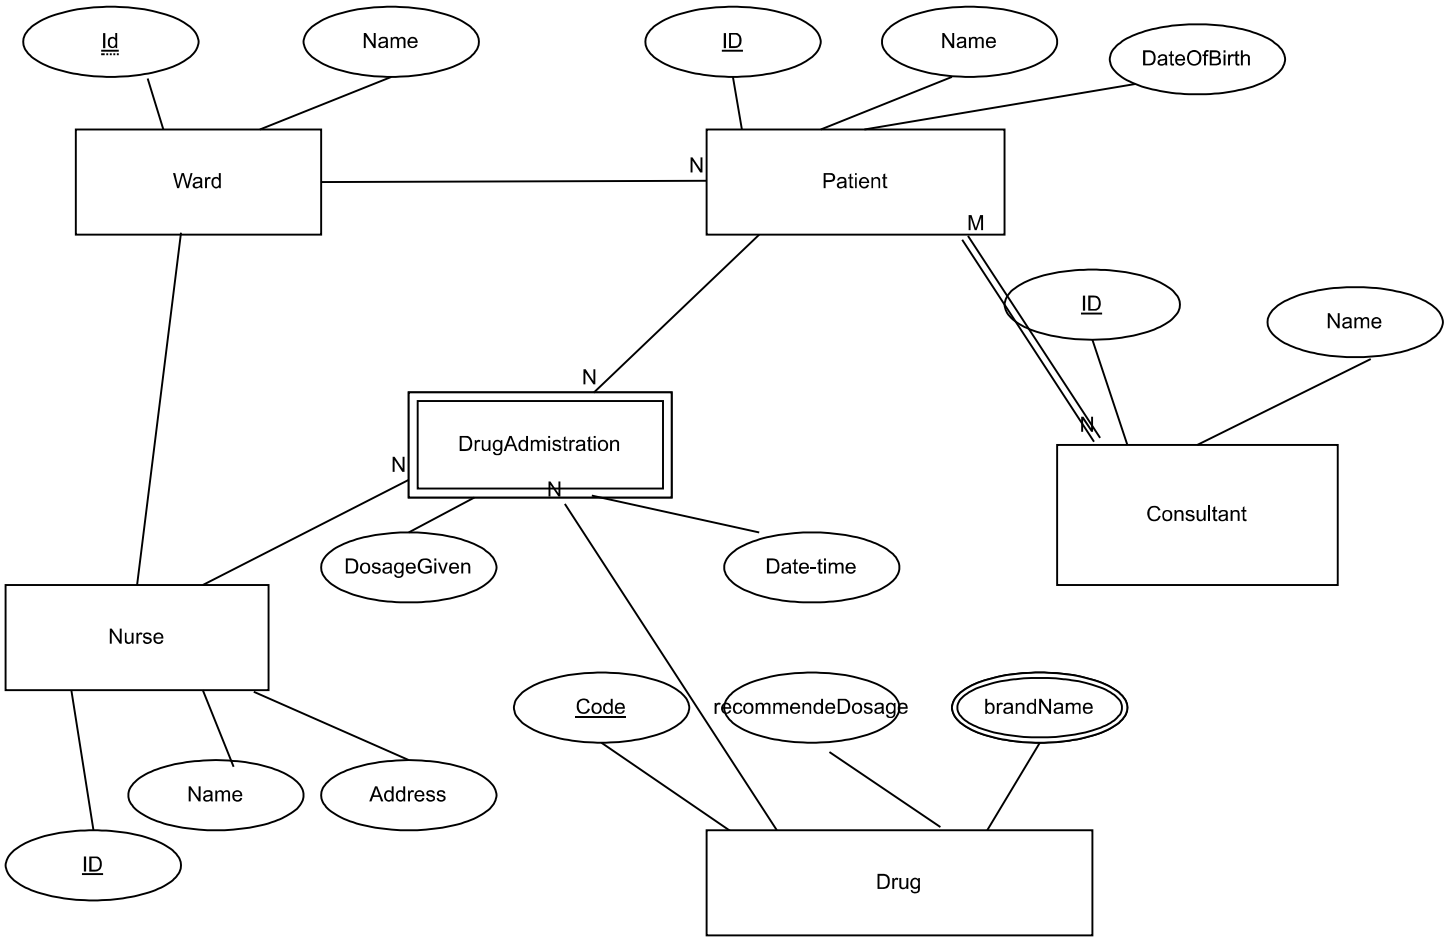 Id
Name
ID
Name
DateOfBirth
N
Ward
Patient
M
ID
Name
N
N
DrugAdmistration
N
N
Consultant
DosageGiven
Date-time
Nurse
Code
recommendeDosage
brandName
Name
Address
ID
Drug